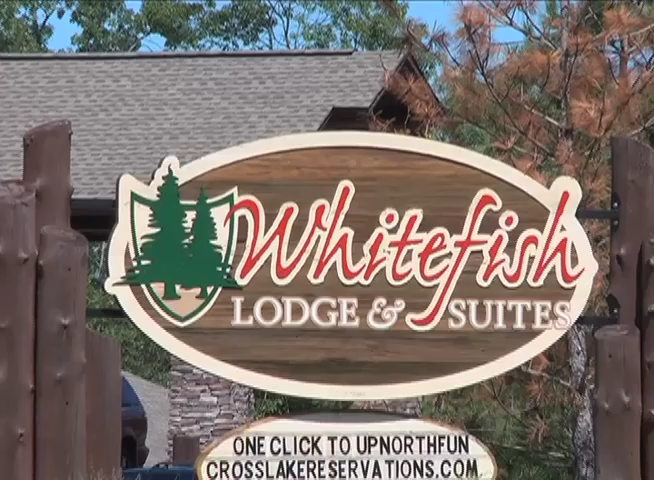 Whitefish
LODGE & SUITES
ONE CLICK TO UPNORTHFUN
CROSSLAKERESERVATIONS.COM